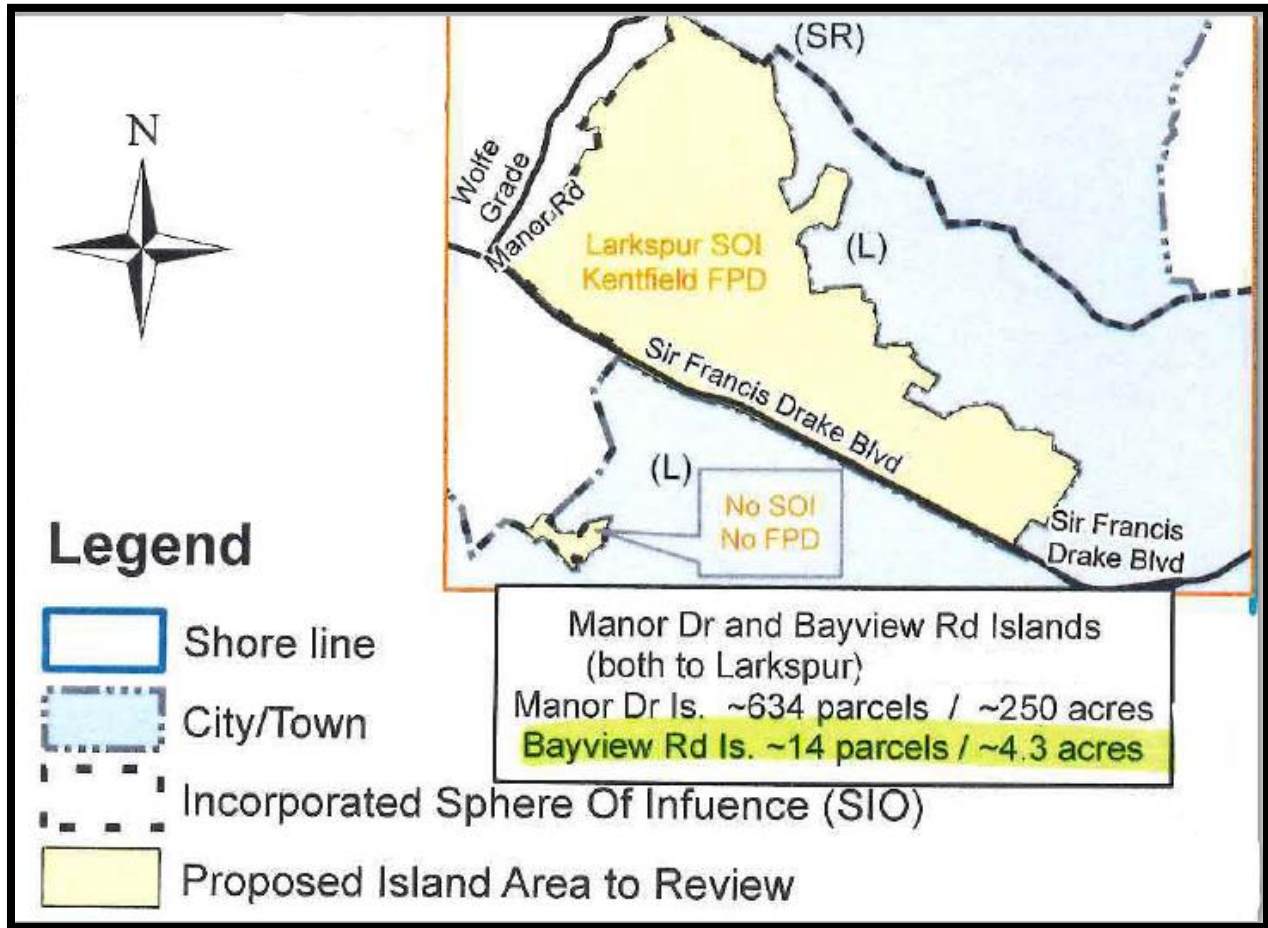 (SR)
N
Wolfe
Grade
Manor Rd
Larkspur SOI
Kentfield FPD
(L)
Sir Francis Drake Blvd
(L)
No SOI
No FPD
Sir Francis
Drake Blvd
Legend
Shore line
City/Town
Incorporated Sphere Of Infuence (SIO)
Proposed Island Area to Review
Manor Dr and Bayview Rd Islands
(both to Larkspur)
Manor Dr Is. ~634 parcels / ~250 acres
Bayview Rd Is. ~14 parcels / ~4.3 acres